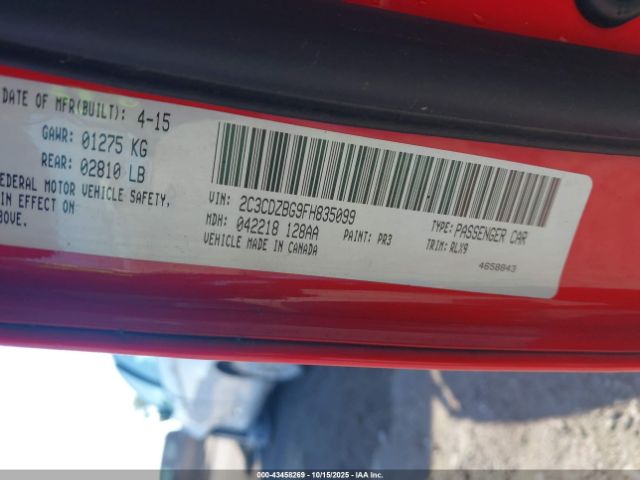 DATE OF MFR(BUILT): 4-15
GAWR: 01275 KG
REAR: 02810 LB
FEDERAL MOTOR VEHICLE SAFETY,
IN EFFECT ON
ABOVE.
VIN: 2C3CDZBG9FH835099
MDH: 042218 128AA
PAINT: PR3
VEHICLE MADE IN CANADA
TYPE: PASSENGER CAR
TRIM: RLX9
4658843
000-43458269 - 10/15/2025 - IAA Inc.